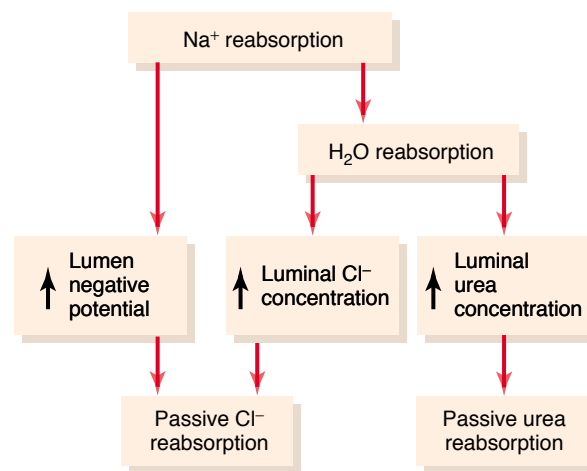 Na⁺ reabsorption
H₂O reabsorption
Lumen
negative
potential
Luminal Cl⁻
concentration
Luminal
urea
concentration
Passive Cl⁻
reabsorption
Passive urea
reabsorption